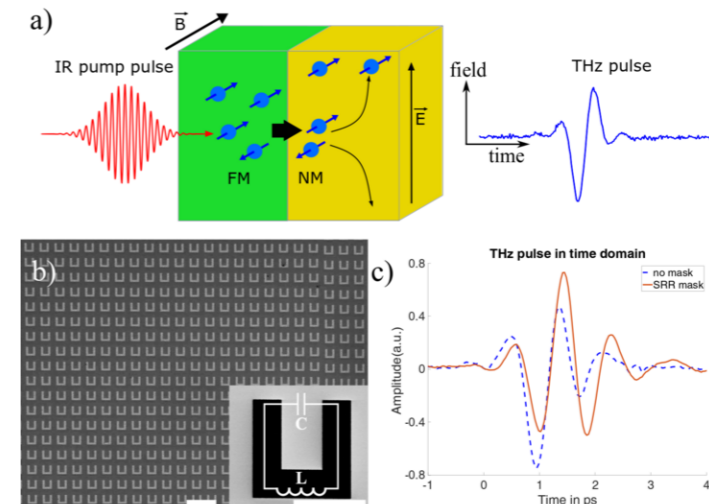 a)
B
IR pump pulse
FM
NM
E
field
time
THz pulse
b)
C
L
c)
THz pulse in time domain
no mask
SRR mask
Amplitude(a.u.)
0.8
0.4
0
-0.4
-0.8
-1
0
1
2
3
4
Time in ps